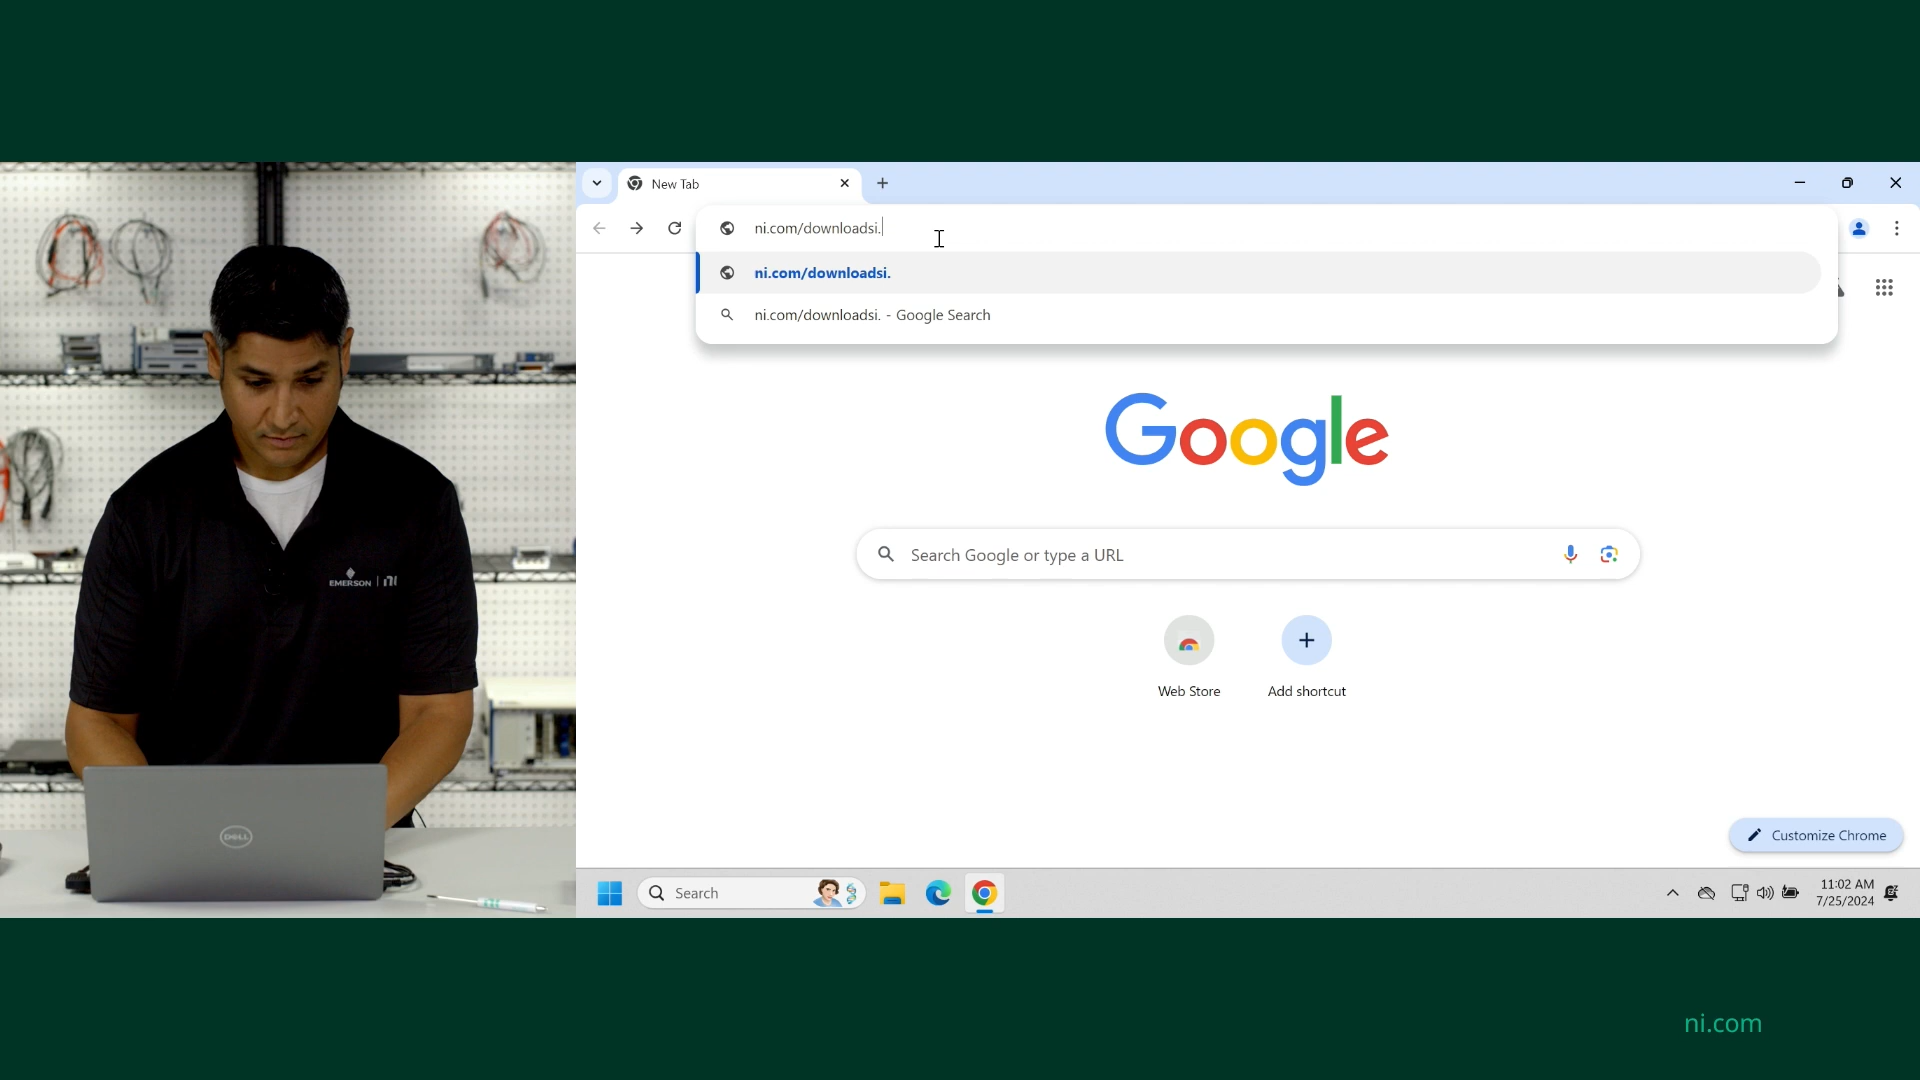 New Tab
ni.com/downloadsi.
ni.com/downloadsi.
ni.com/downloadsi. - Google Search
Google
Search Google or type a URL
Web Store
Add shortcut
EMERSON | ni
DELL
Customize Chrome
Search
11:02 AM
7/25/2024
ni.com